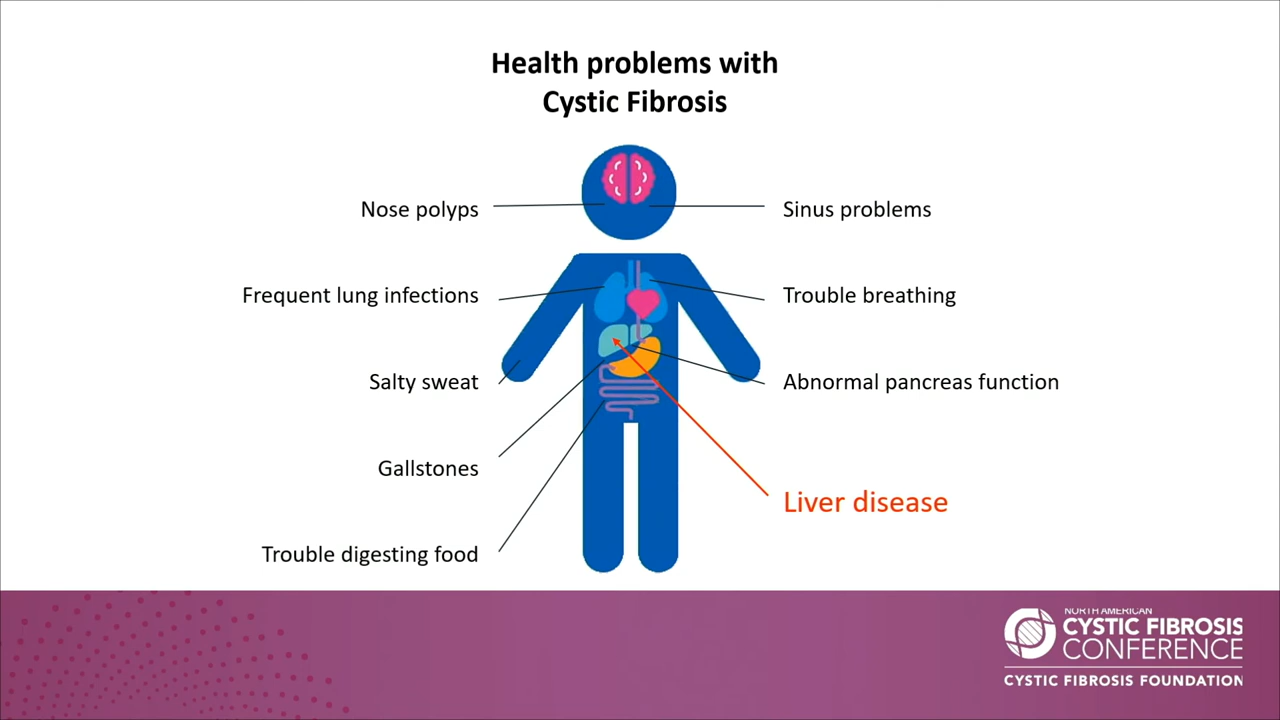 Health problems with
Cystic Fibrosis
Nose polyps
Sinus problems
Frequent lung infections
Trouble breathing
Salty sweat
Abnormal pancreas function
Gallstones
Liver disease
Trouble digesting food
NORTH AMERICAN
CYSTIC FIBROSIS
CONFERENCE
CYSTIC FIBROSIS FOUNDATION